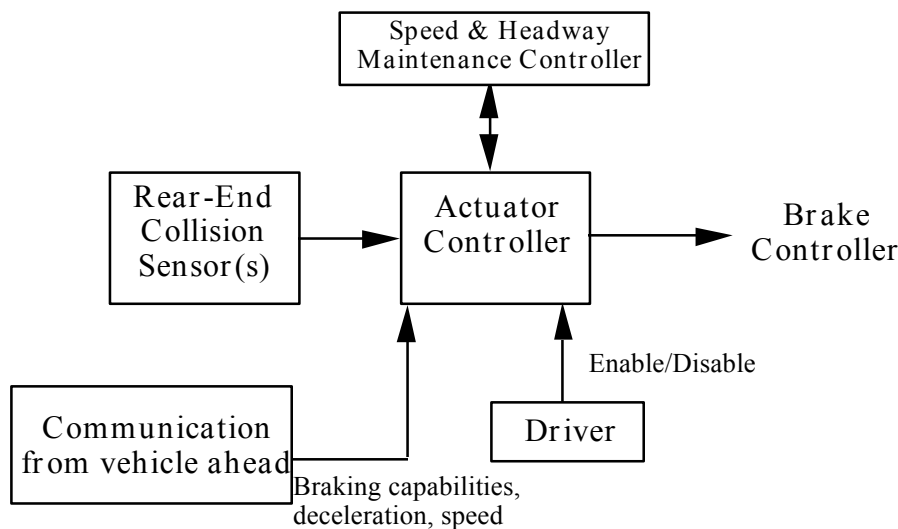 Speed & Headway
Maintenance Controller
Rear-End
Collision
Sensor(s)
Actuator
Controller
Brake
Controller
Enable/Disable
Driver
Communication
from vehicle ahead
Braking capabilities,
deceleration, speed